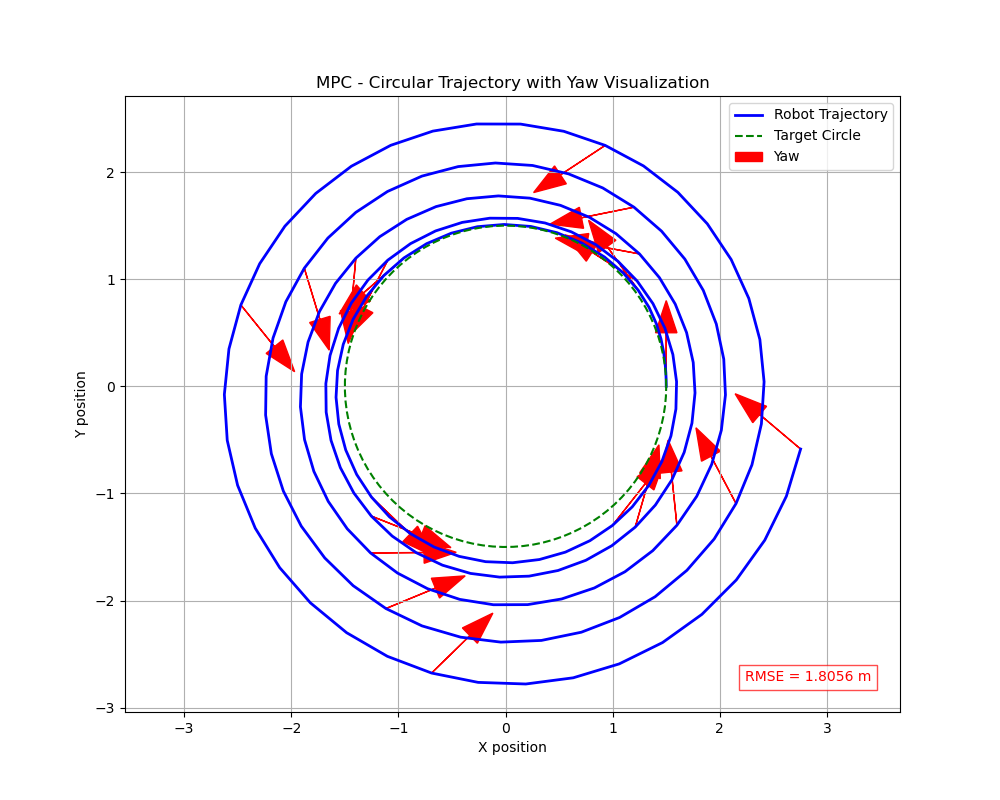 MPC - Circular Trajectory with Yaw Visualization
Robot Trajectory
Target Circle
Yaw
2
1
0
−1
−2
−3
Y position
RMSE = 1.8056 m
−3 −2 −1 0 1 2 3
X position